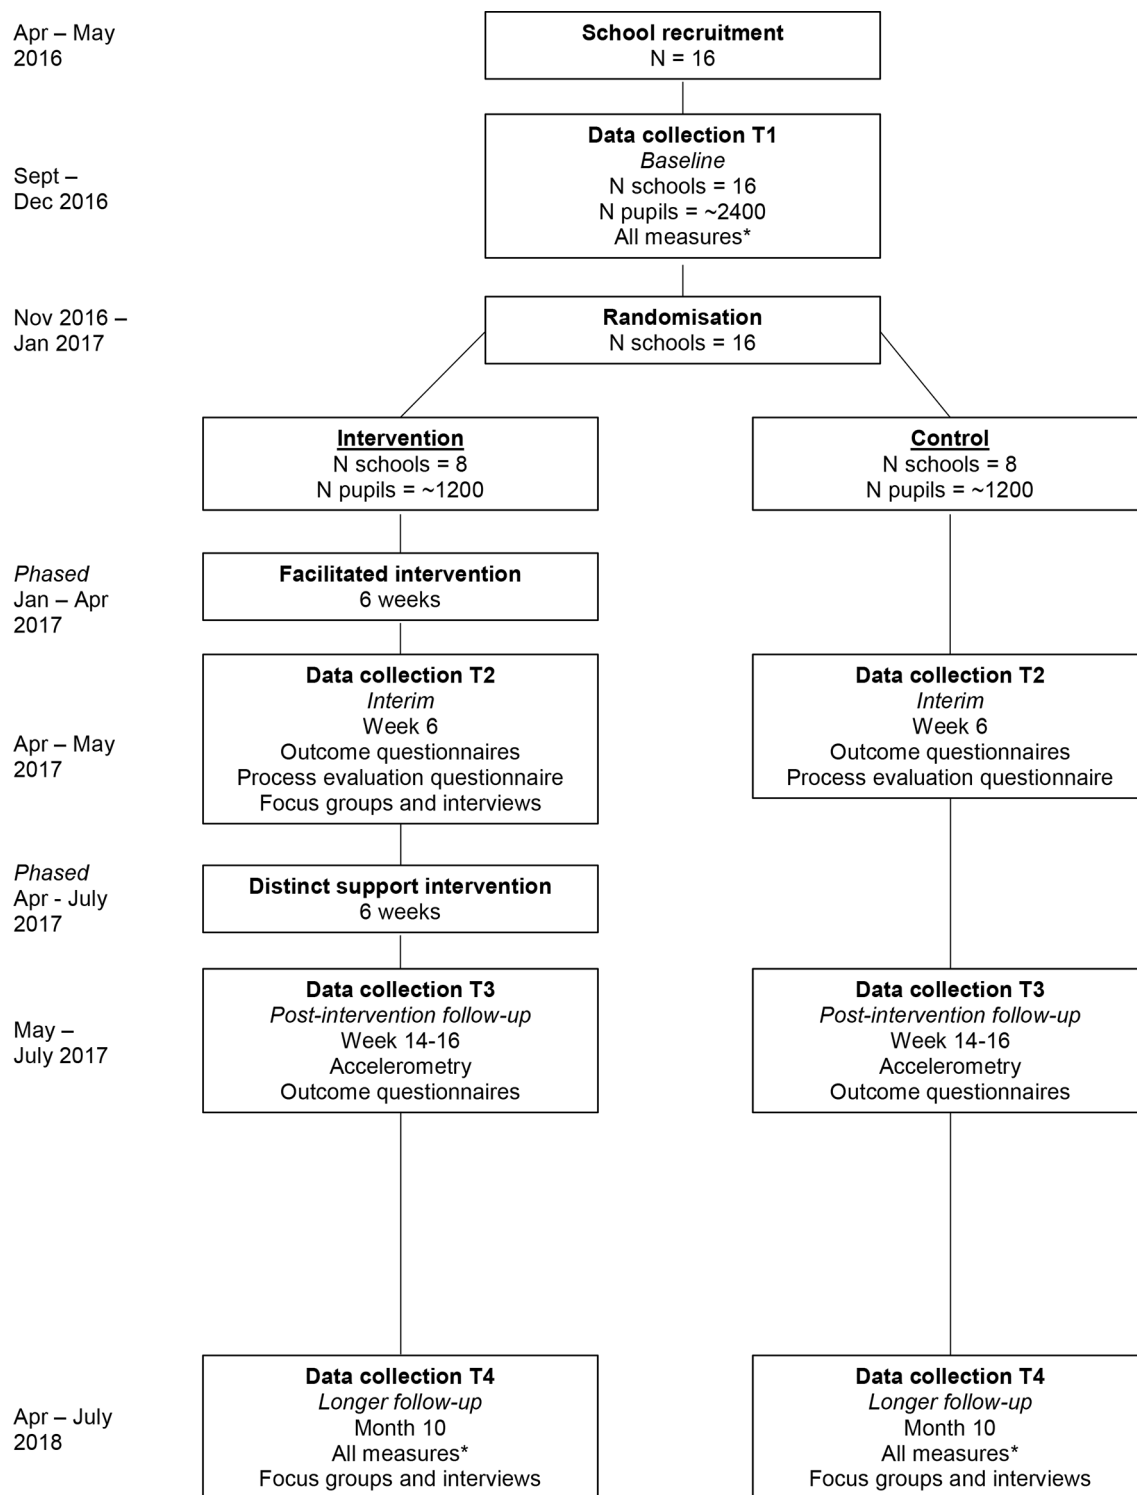 Apr – May
2016
School recruitment
N = 16
Sept –
Dec 2016
Data collection T1
Baseline
N schools = 16
N pupils = ~2400
All measures*
Nov 2016 –
Jan 2017
Randomisation
N schools = 16
Intervention
N schools = 8
N pupils = ~1200
Control
N schools = 8
N pupils = ~1200
Phased
Jan – Apr
2017
Facilitated intervention
6 weeks
Apr – May
2017
Data collection T2
Interim
Week 6
Outcome questionnaires
Process evaluation questionnaire
Focus groups and interviews
Data collection T2
Interim
Week 6
Outcome questionnaires
Process evaluation questionnaire
Phased
Apr - July
2017
Distinct support intervention
6 weeks
May –
July 2017
Data collection T3
Post-intervention follow-up
Week 14-16
Accelerometry
Outcome questionnaires
Data collection T3
Post-intervention follow-up
Week 14-16
Accelerometry
Outcome questionnaires
Apr – July
2018
Data collection T4
Longer follow-up
Month 10
All measures*
Focus groups and interviews
Data collection T4
Longer follow-up
Month 10
All measures*
Focus groups and interviews